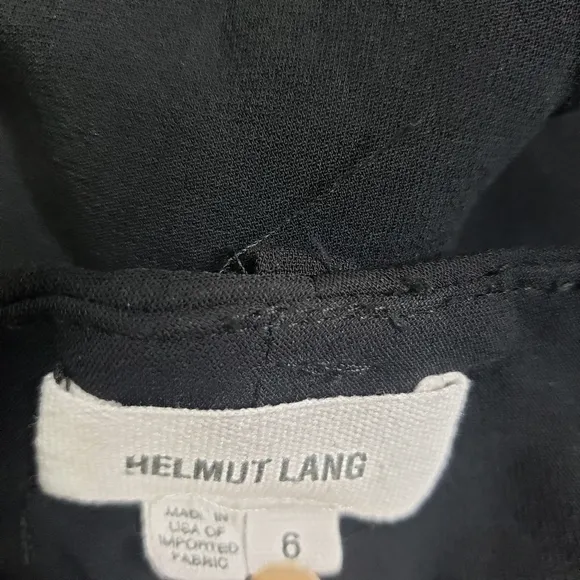 HELMUT LANG
MADE IN
USA OF
IMPORTED
FABRIC
6